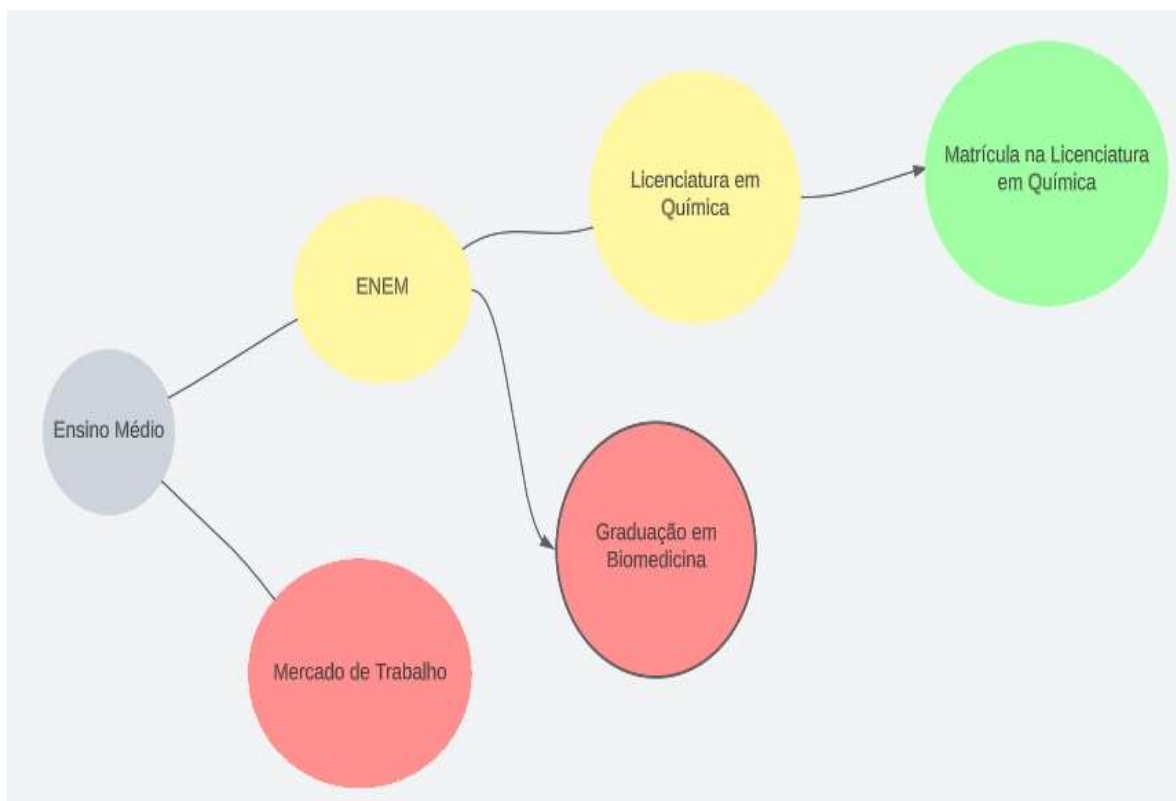 Matrícula na Licenciatura
em Química
Licenciatura em
Química
ENEM
Ensino Médio
Graduação em
Biomedicina
Mercado de Trabalho